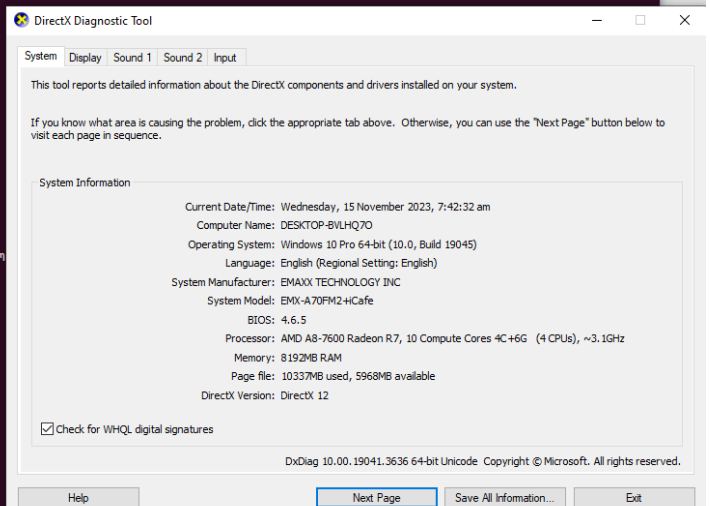 DirectX Diagnostic Tool
System Display Sound 1 Sound 2 Input
This tool reports detailed information about the DirectX components and drivers installed on your system.
If you know what area is causing the problem, click the appropriate tab above. Otherwise, you can use the "Next Page" button below to
visit each page in sequence.
System Information
Current Date/Time: Wednesday, 15 November 2023, 7:42:32 am
Computer Name: DESKTOP-BVLHQ7O
Operating System: Windows 10 Pro 64-bit (10.0, Build 19045)
Language: English (Regional Setting: English)
System Manufacturer: EMAXX TECHNOLOGY INC
System Model: EMX-A70FM2+iCafe
BIOS: 4.6.5
Processor: AMD A8-7600 Radeon R7, 10 Compute Cores 4C+6G (4 CPUs), ~3.1GHz
Memory: 8192MB RAM
Page file: 10337MB used, 5968MB available
DirectX Version: DirectX 12
Check for WHQL digital signatures
DxDiag 10.00.19041.3636 64-bit Unicode Copyright © Microsoft. All rights reserved.
Help Next Page Save All Information... Exit